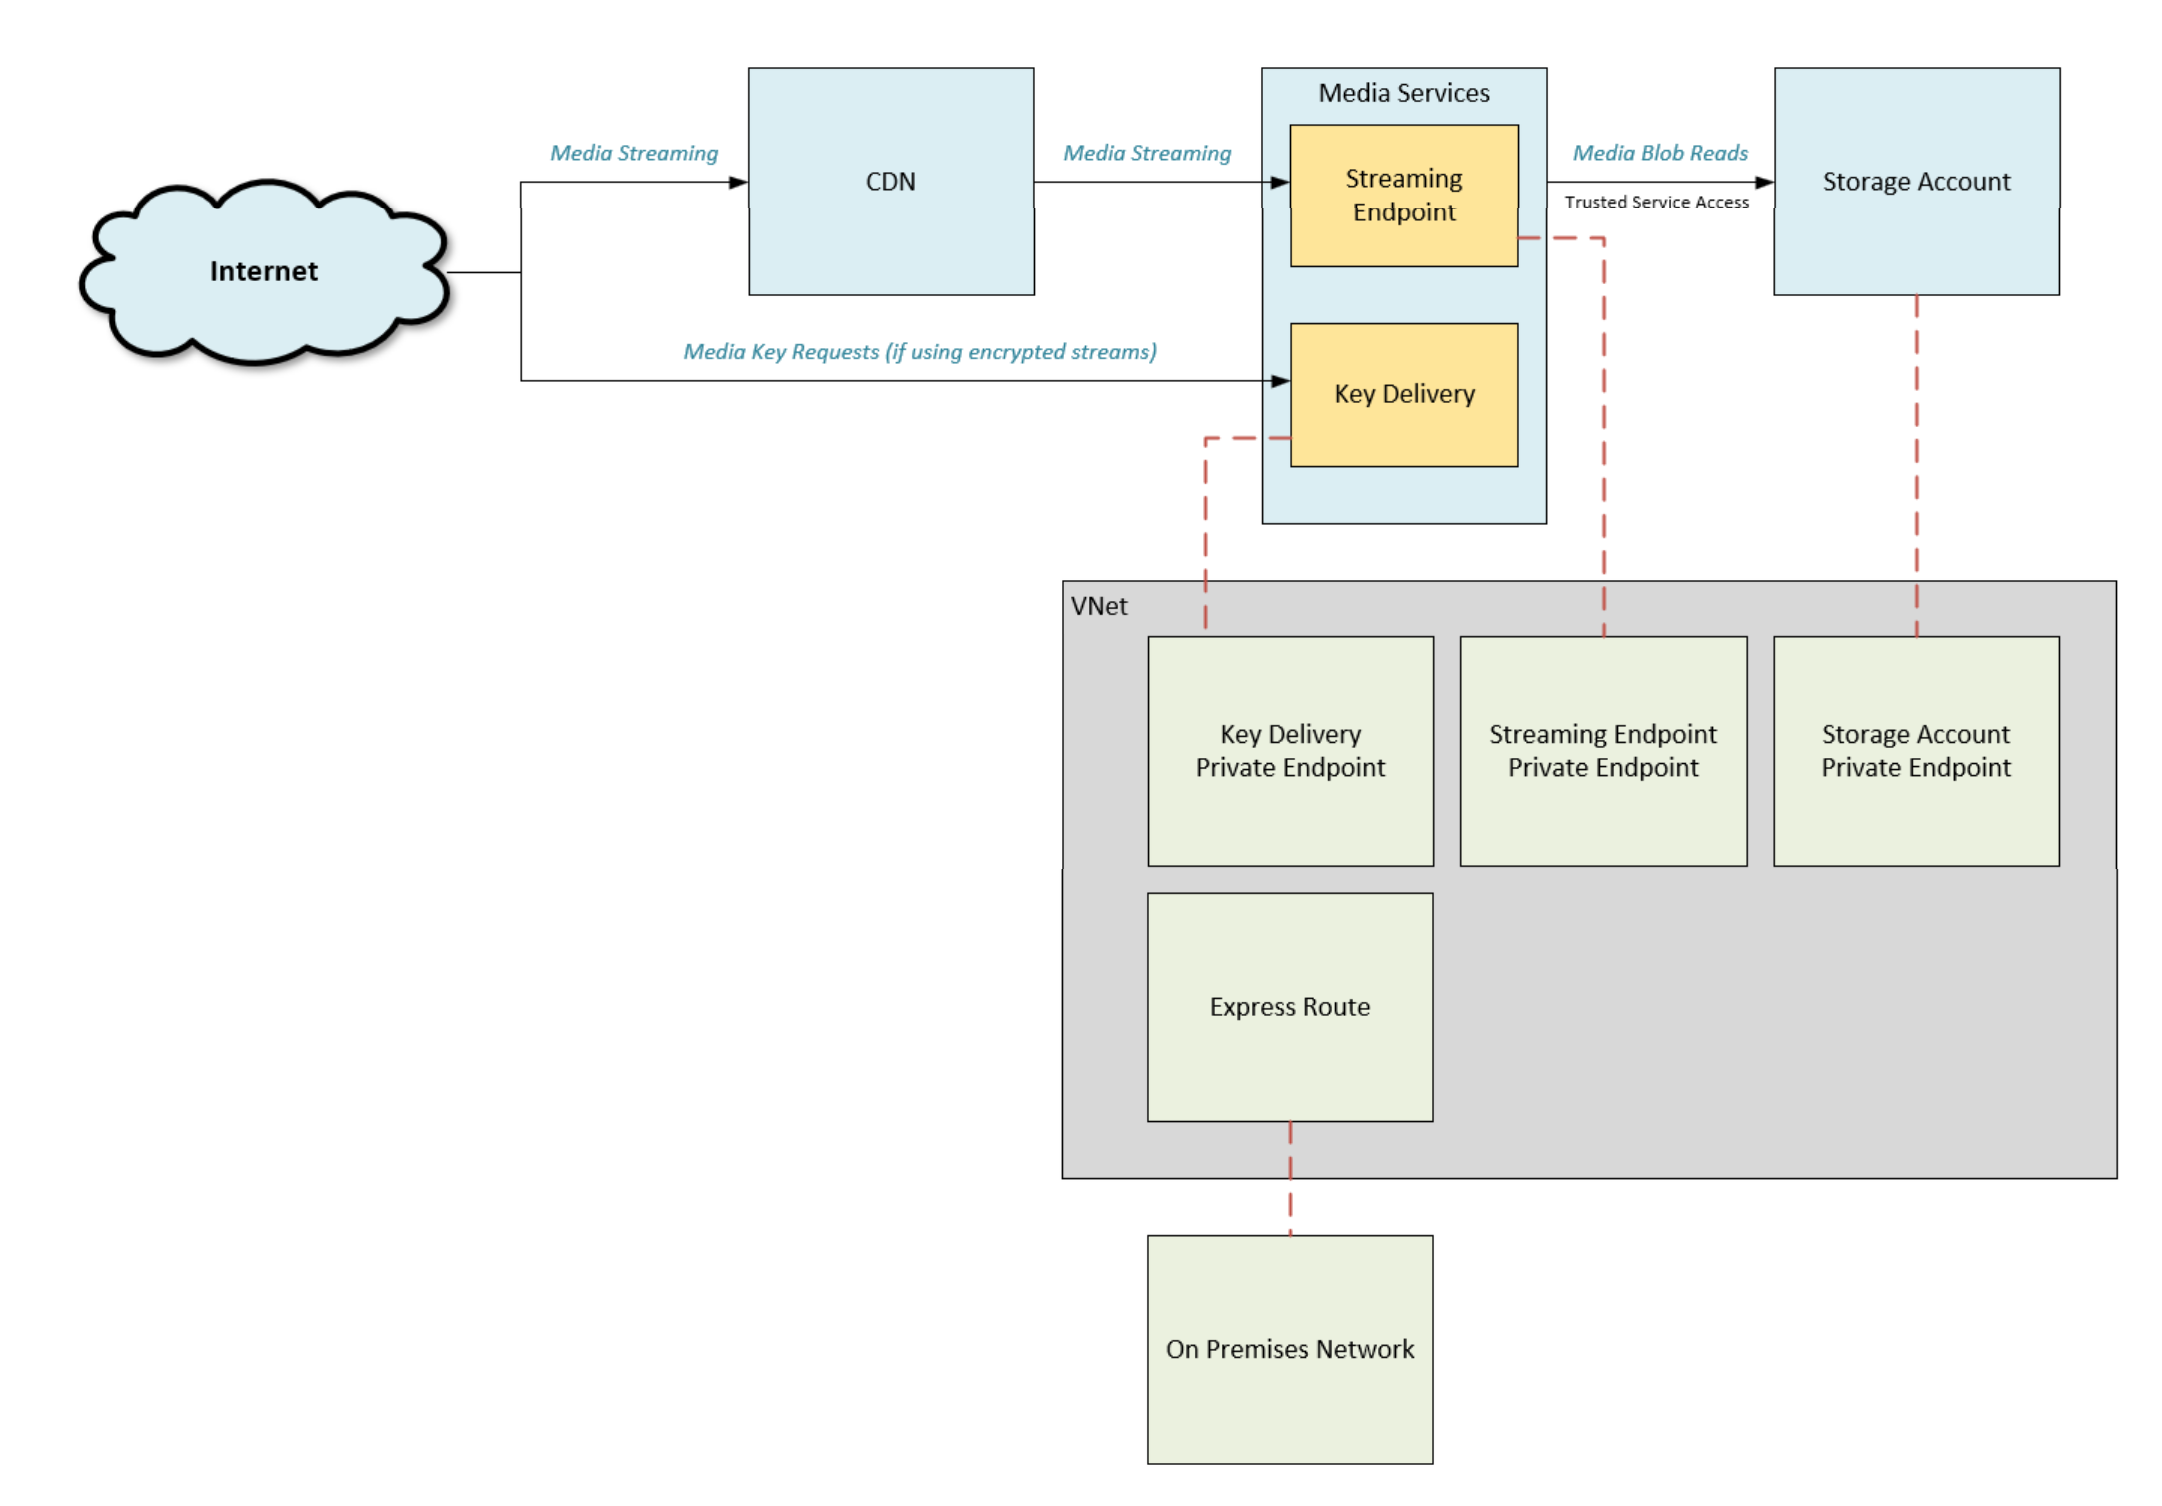 Media Services
Media Streaming
Media Streaming
Media Blob Reads
CDN
Streaming
Endpoint
Storage Account
Trusted Service Access
Internet
Media Key Requests (if using encrypted streams)
Key Delivery
VNet
Key Delivery
Private Endpoint
Streaming Endpoint
Private Endpoint
Storage Account
Private Endpoint
Express Route
On Premises Network